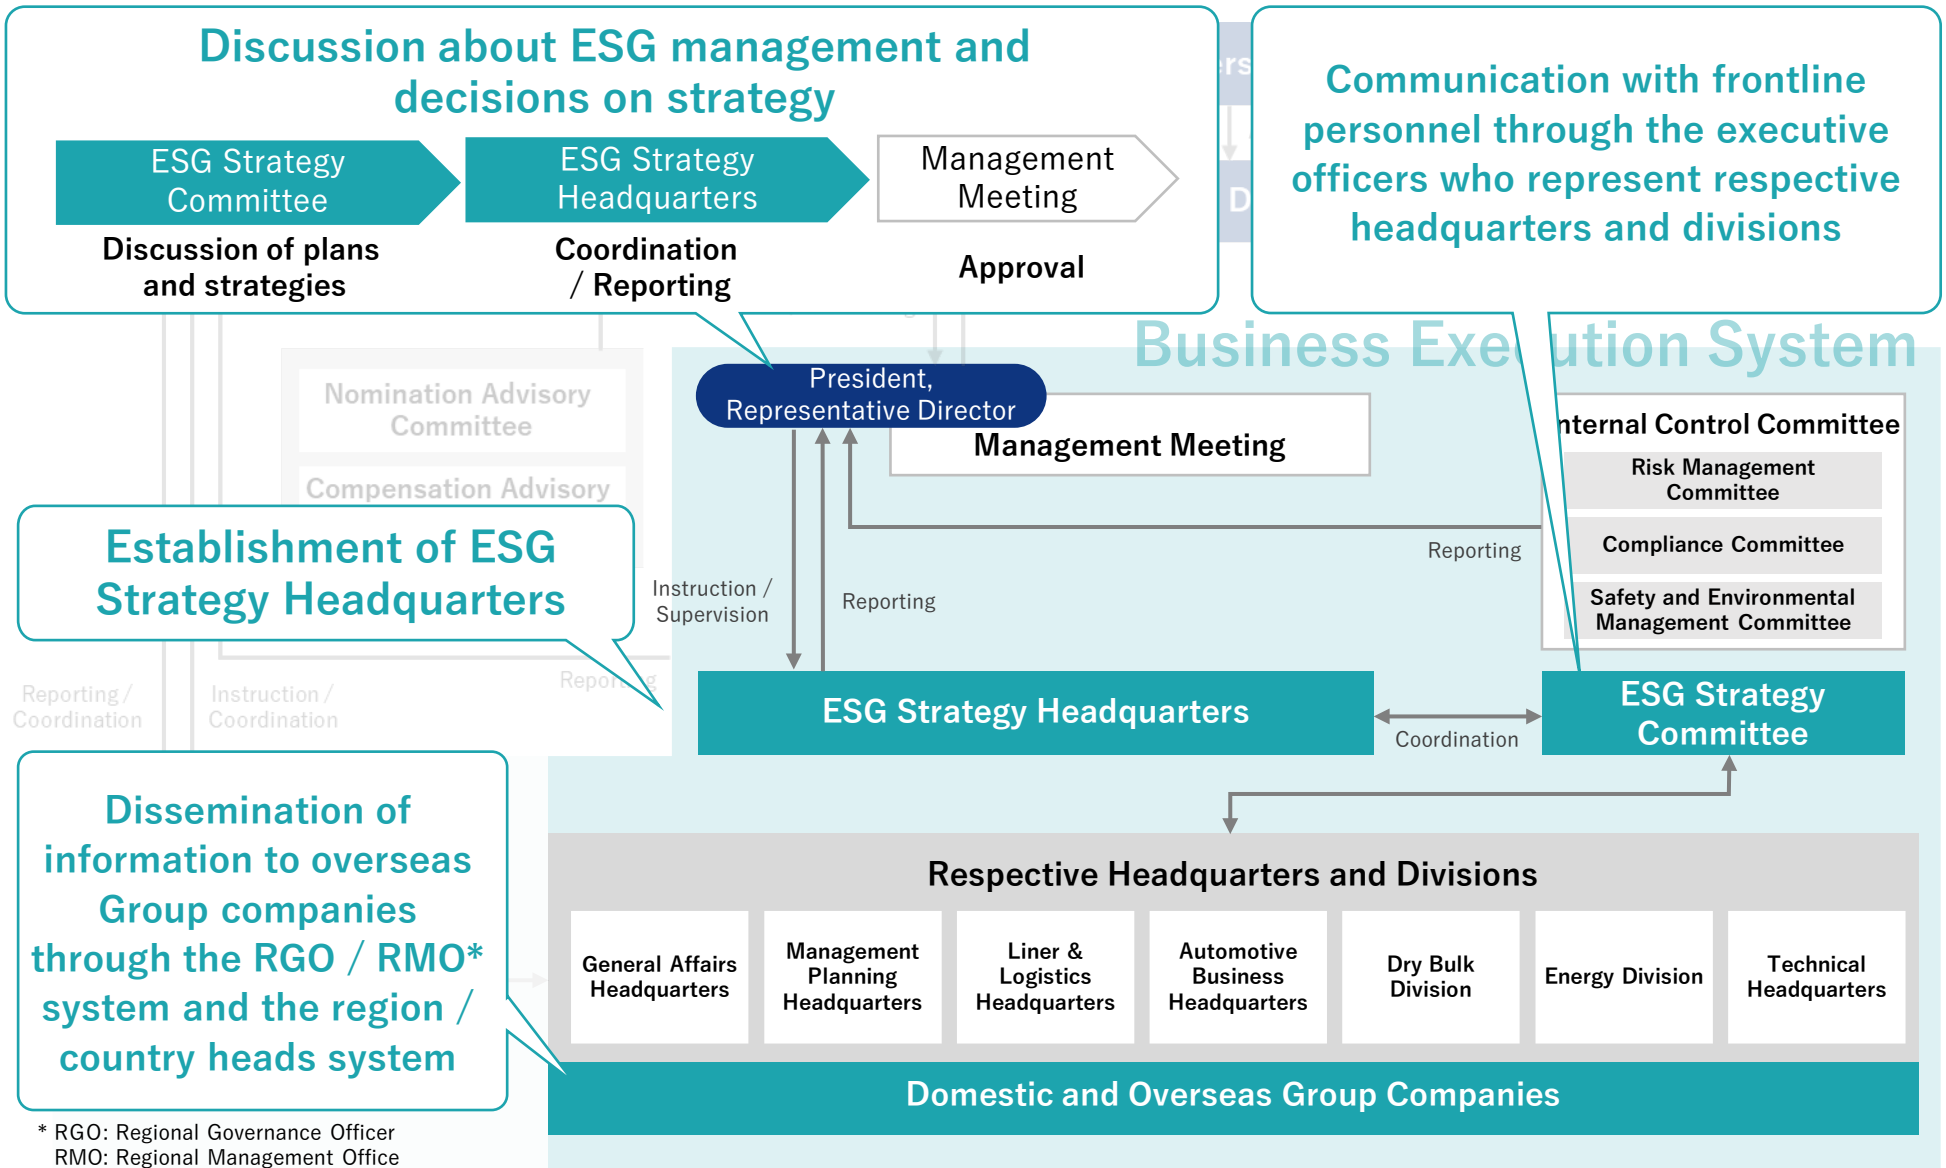 Discussion about ESG management and
decisions on strategy
ESG Strategy
Committee
ESG Strategy
Headquarters
Management
Meeting
Discussion of plans
and strategies
Coordination
/ Reporting
Approval
Communication with frontline
personnel through the executive
officers who represent respective
headquarters and divisions
Business Execution System
President,
Representative Director
Management Meeting
Nomination Advisory
Committee
Compensation Advisory
nternal Control Committee
Risk Management
Committee
Compliance Committee
Safety and Environmental
Management Committee
Reporting
Establishment of ESG
Strategy Headquarters
Instruction /
Supervision
Reporting
Reporting
Reporting /
Coordination
Instruction /
Coordination
ESG Strategy Headquarters
Coordination
ESG Strategy
Committee
Dissemination of
information to overseas
Group companies
through the RGO / RMO*
system and the region /
country heads system
Respective Headquarters and Divisions
General Affairs
Headquarters
Management
Planning
Headquarters
Liner &
Logistics
Headquarters
Automotive
Business
Headquarters
Dry Bulk
Division
Energy Division
Technical
Headquarters
Domestic and Overseas Group Companies
* RGO: Regional Governance Officer
RMO: Regional Management Office